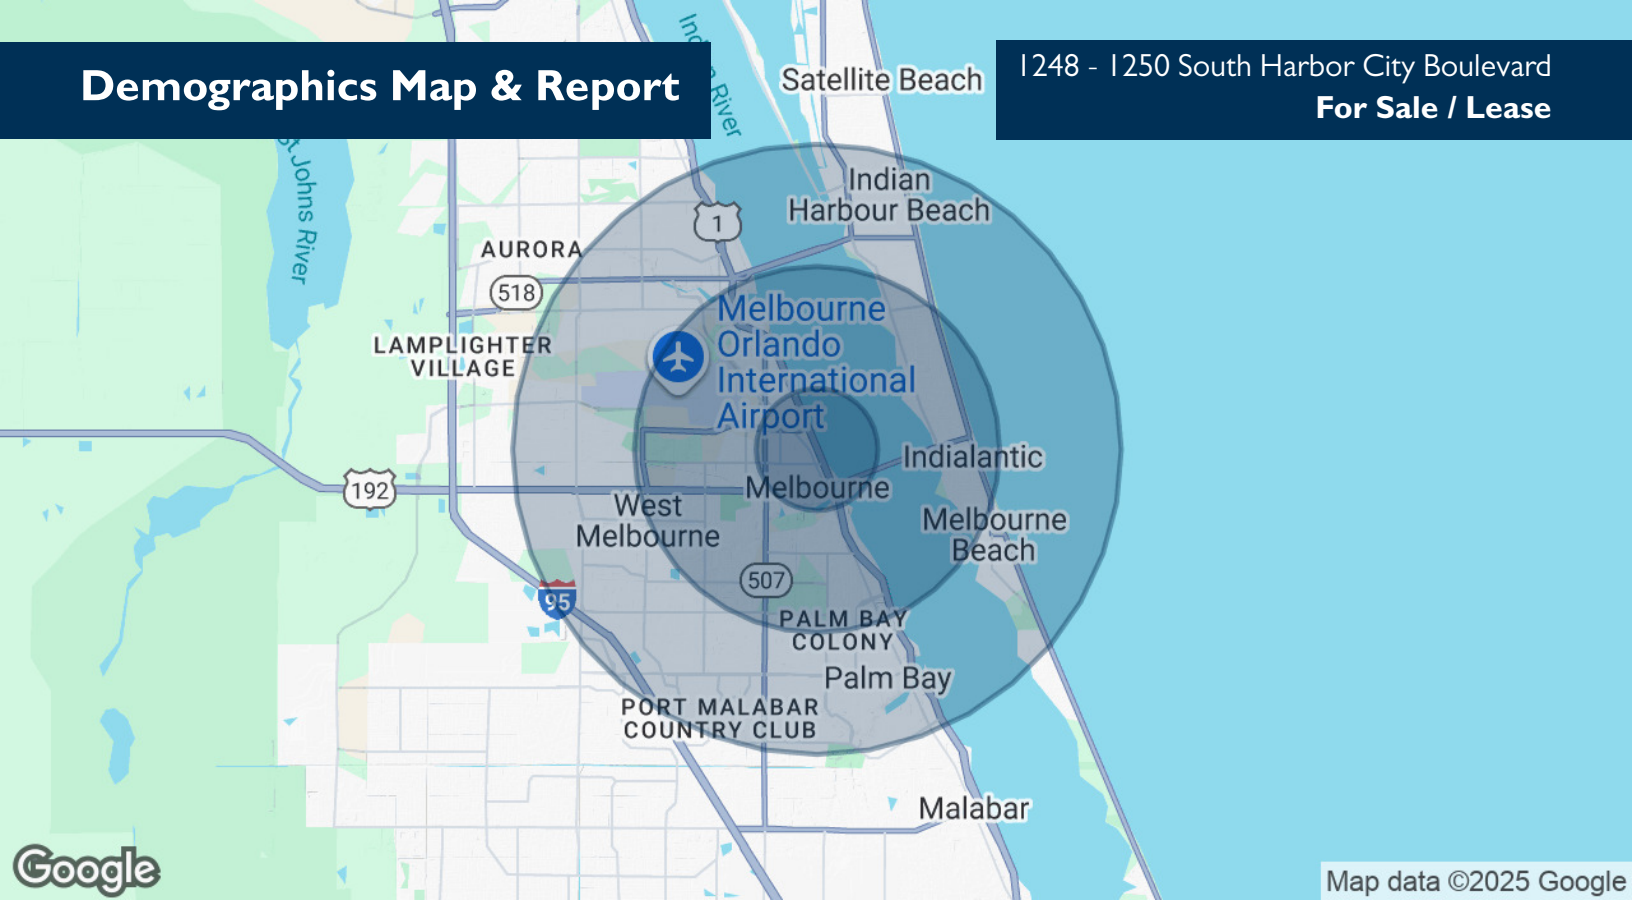 Demographics Map & Report
1248 - 1250 South Harbor City Boulevard
For Sale / Lease
Indian River
Satellite Beach
St Johns River
Indian
Harbour Beach
1
AURORA
518
Melbourne
Orlando
International
Airport
LAMPLIGHTER
VILLAGE
Indialantic
192
Melbourne
West
Melbourne
Melbourne
Beach
507
95
PALM BAY
COLONY
Palm Bay
PORT MALABAR
COUNTRY CLUB
Malabar
Google
Map data ©2025 Google